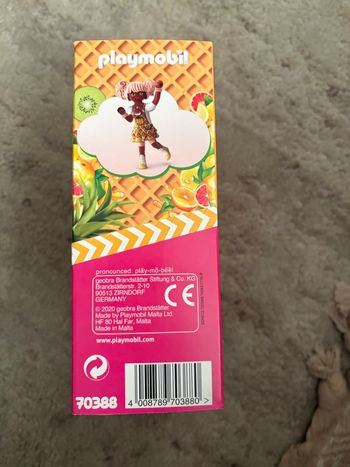 playmobil
pronounced: plāy-mō-bēēl
geobra Brandstätter Stiftung & Co. KG
Brandstätterstr. 2-10
90513 ZIRNDORF
GERMANY
CE
© 2020 geobra Brandstätter
Made by Playmobil Malta Ltd.
HF 80 Hal Far, Malta
Made in Malta
www.playmobil.com
70388
4 008789 703880 >